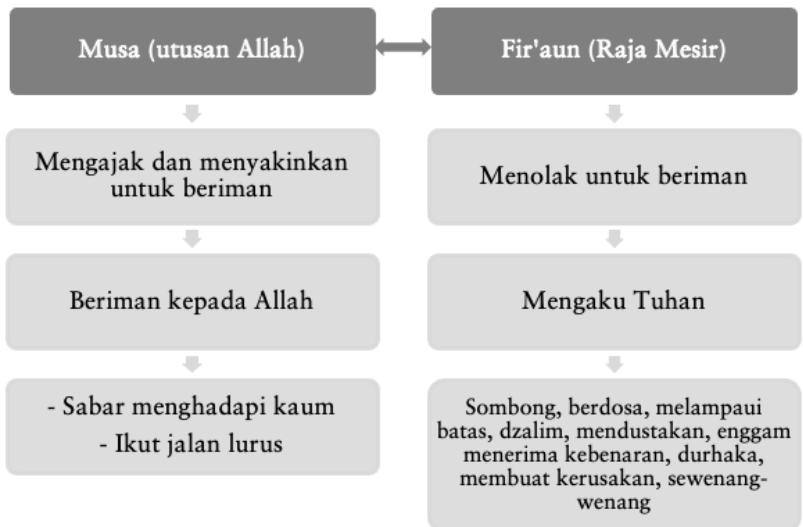 Musa (utusan Allah)
Mengajak dan menyakinkan
untuk beriman
Beriman kepada Allah
- Sabar menghadapi kaum
- Ikut jalan lurus
Fir'aun (Raja Mesir)
Menolak untuk beriman
Mengaku Tuhan
Sombong, berdosa, melampaui
batas, dzalim, mendustakan, enggam
menerima kebenaran, durhaka,
membuat kerusakan, sewenang-
wenang